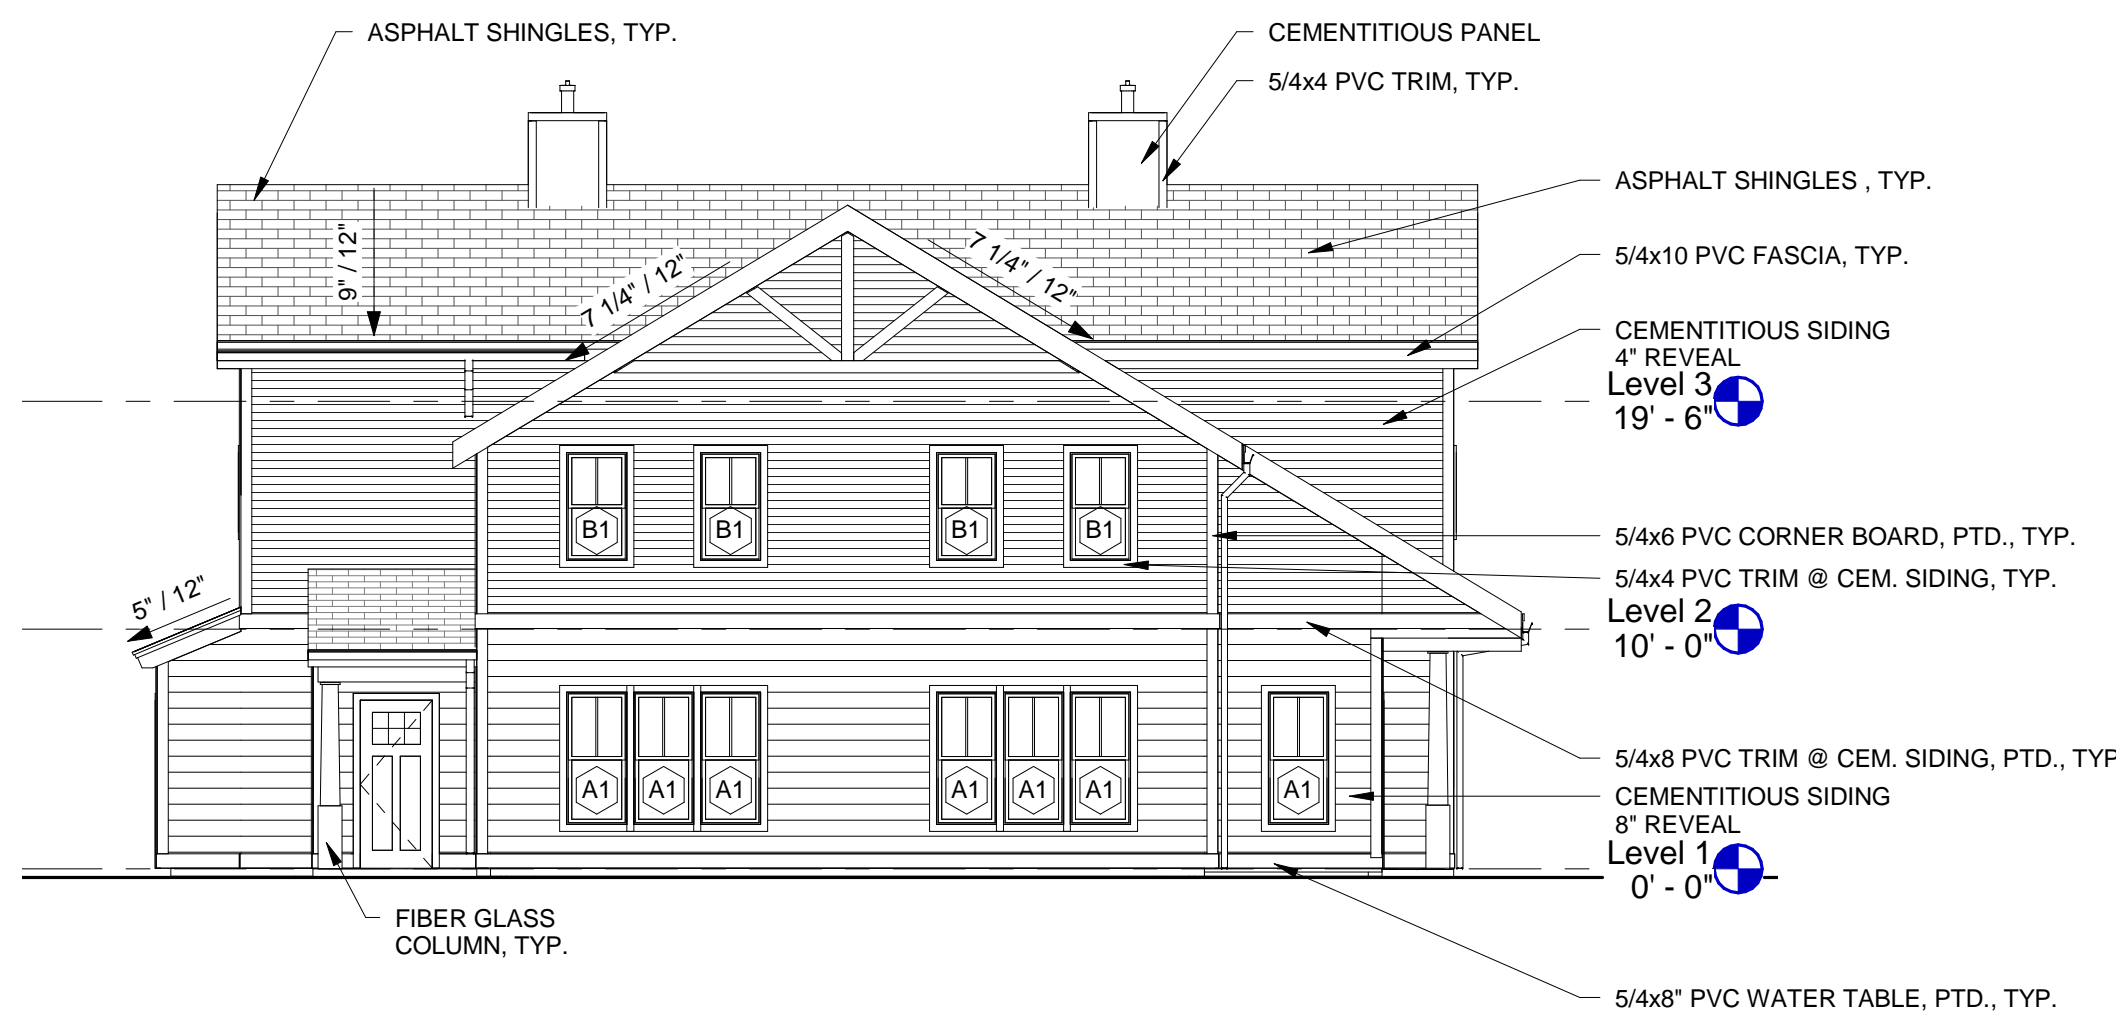 ASPHALT SHINGLES, TYP.
CEMENTITIOUS PANEL
5/4x4 PVC TRIM, TYP.
ASPHALT SHINGLES , TYP.
9" / 12"
7 1/4" / 12"
7 1/4" / 12"
5/4x10 PVC FASCIA, TYP.
CEMENTITIOUS SIDING
4" REVEAL
Level 3
19' - 6"
B1
B1
B1
B1
5/4x6 PVC CORNER BOARD, PTD., TYP.
5/4x4 PVC TRIM @ CEM. SIDING, TYP.
5" / 12"
Level 2
10' - 0"
5/4x8 PVC TRIM @ CEM. SIDING, PTD., TYP
A1
A1
A1
A1
A1
A1
A1
CEMENTITIOUS SIDING
8" REVEAL
Level 1
0' - 0"
FIBER GLASS
COLUMN, TYP.
5/4x8" PVC WATER TABLE, PTD., TYP.